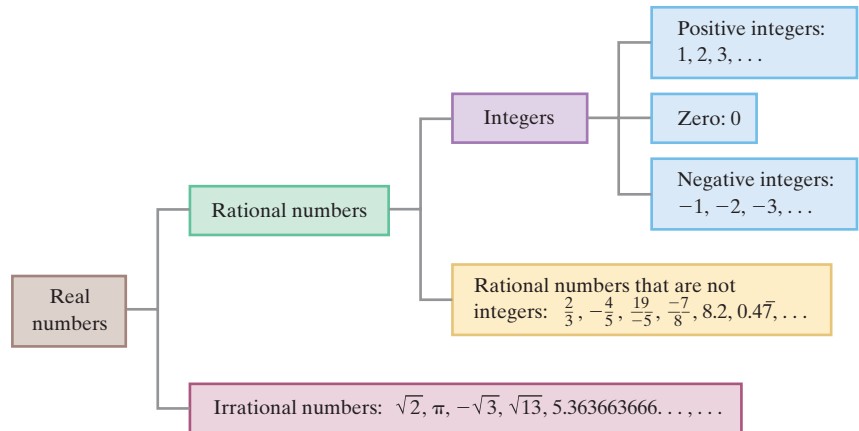 Positive integers:
1, 2, 3, . . .
Integers
Zero: 0
Negative integers:
−1, −2, −3, . . .
Rational numbers
Rational numbers that are not
integers: 2/3, −4/5, 19/−5, −7/8, 8.2, 0.47̅, . . .
Real
numbers
Irrational numbers: √2, π, −√3, √13, 5.363663666. . . , . . .